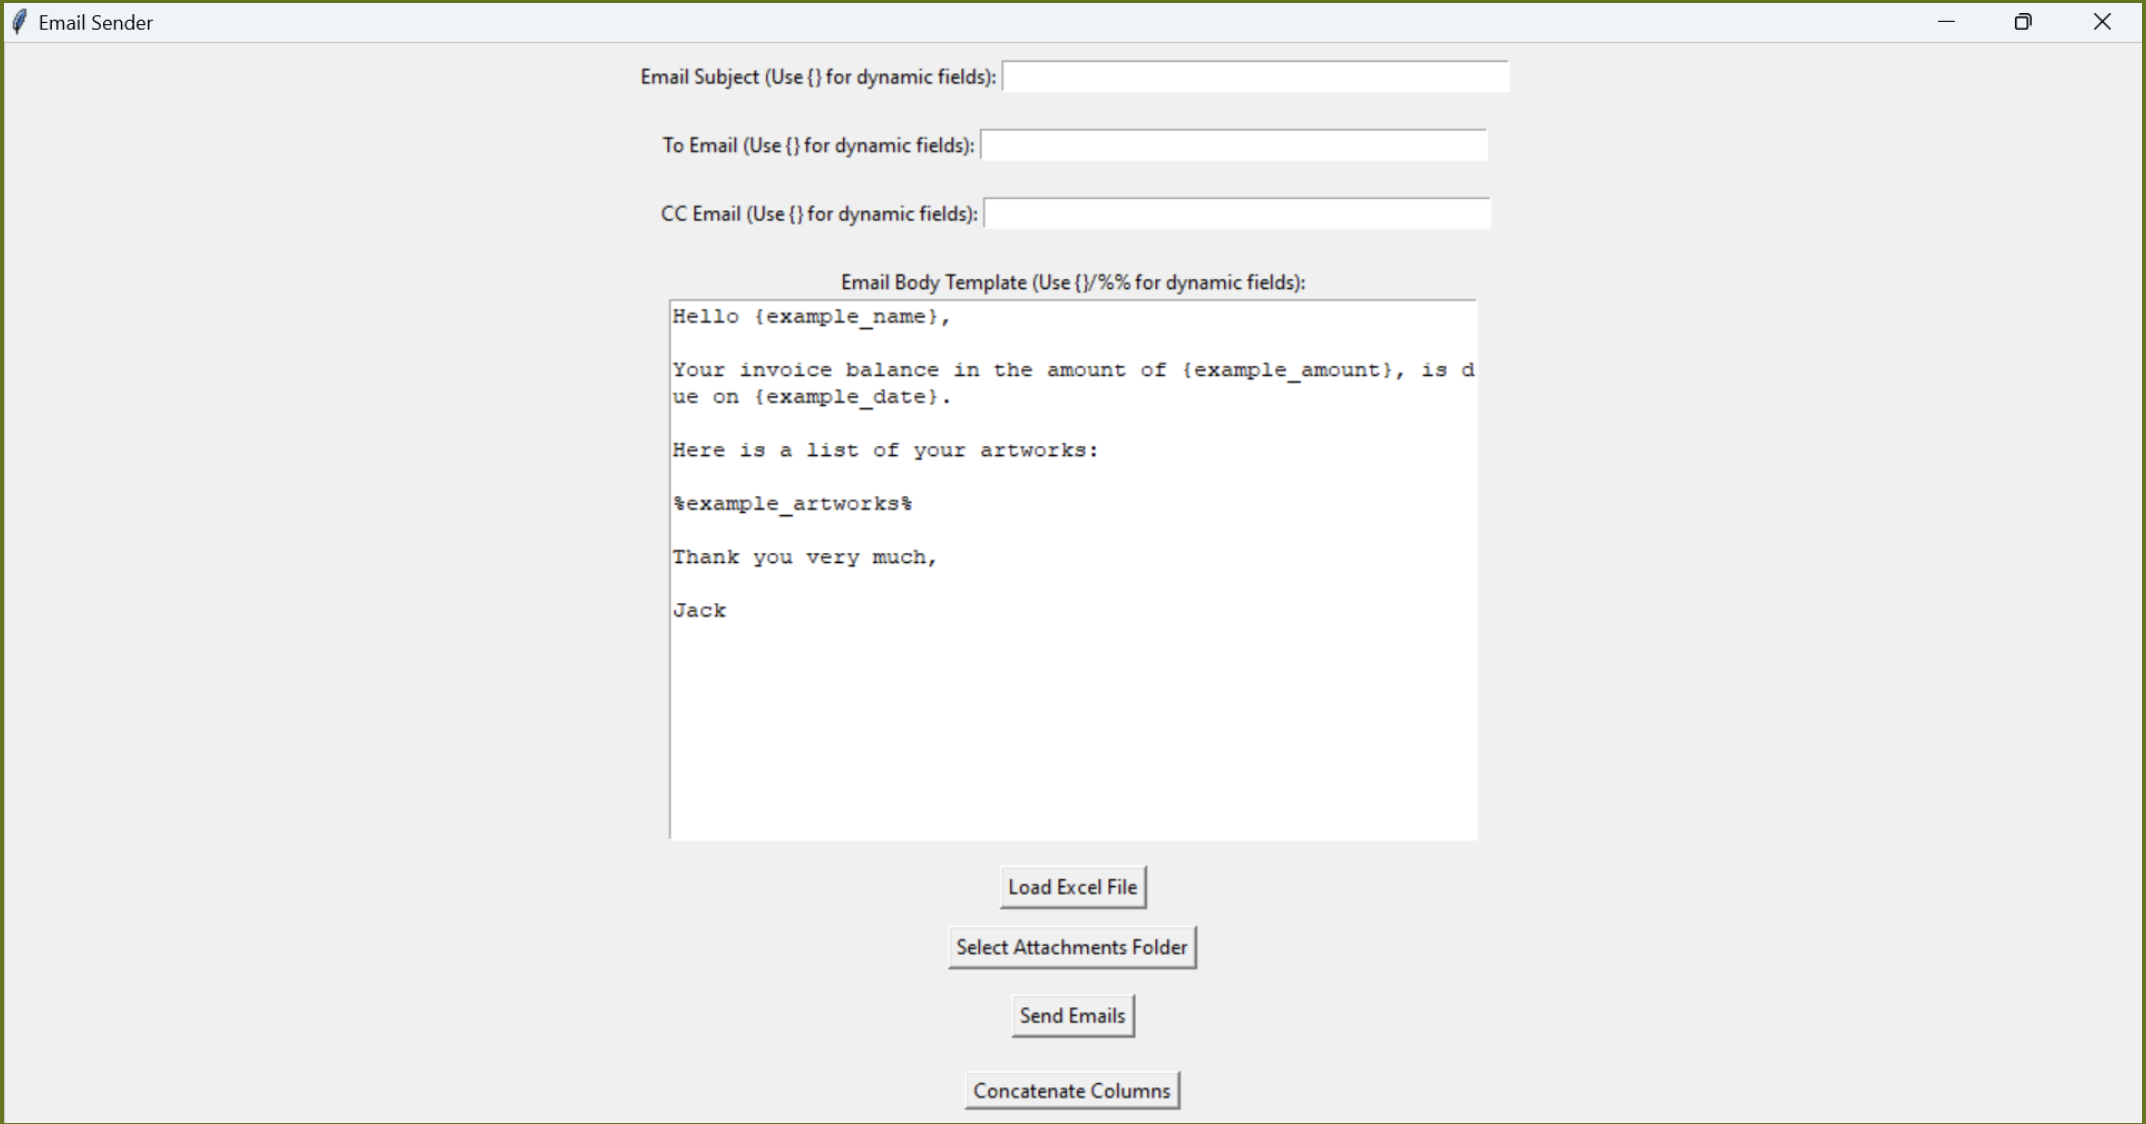 Email Sender
Email Subject (Use {} for dynamic fields):
To Email (Use {} for dynamic fields):
CC Email (Use {} for dynamic fields):
Email Body Template (Use {}/%% for dynamic fields):
Hello {example_name},
Your invoice balance in the amount of {example_amount}, is d
ue on {example_date}.
Here is a list of your artworks:
%example_artworks%
Thank you very much,
Jack
Load Excel File
Select Attachments Folder
Send Emails
Concatenate Columns